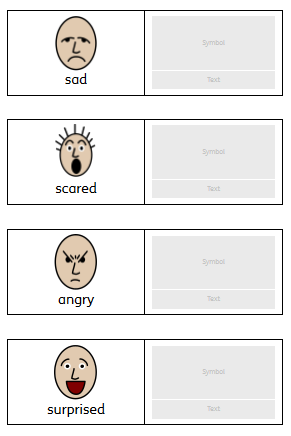 sad
Symbol
Text
scared
Symbol
Text
angry
Symbol
Text
surprised
Symbol
Text